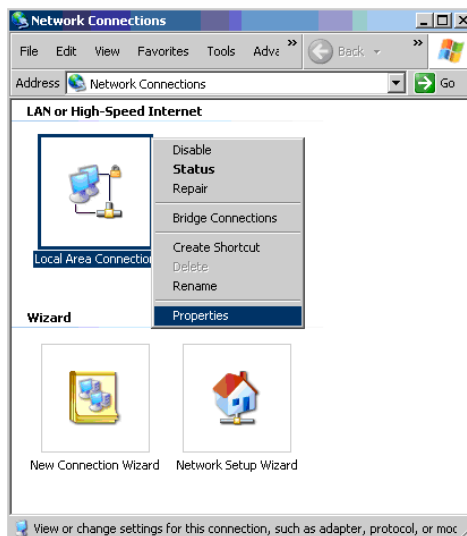 Network Connections
File Edit View Favorites Tools Adva » Back »
Address Network Connections Go
LAN or High-Speed Internet
Local Area Connection
Disable
Status
Repair
Bridge Connections
Create Shortcut
Delete
Rename
Properties
Wizard
New Connection Wizard Network Setup Wizard
View or change settings for this connection, such as adapter, protocol, or moc